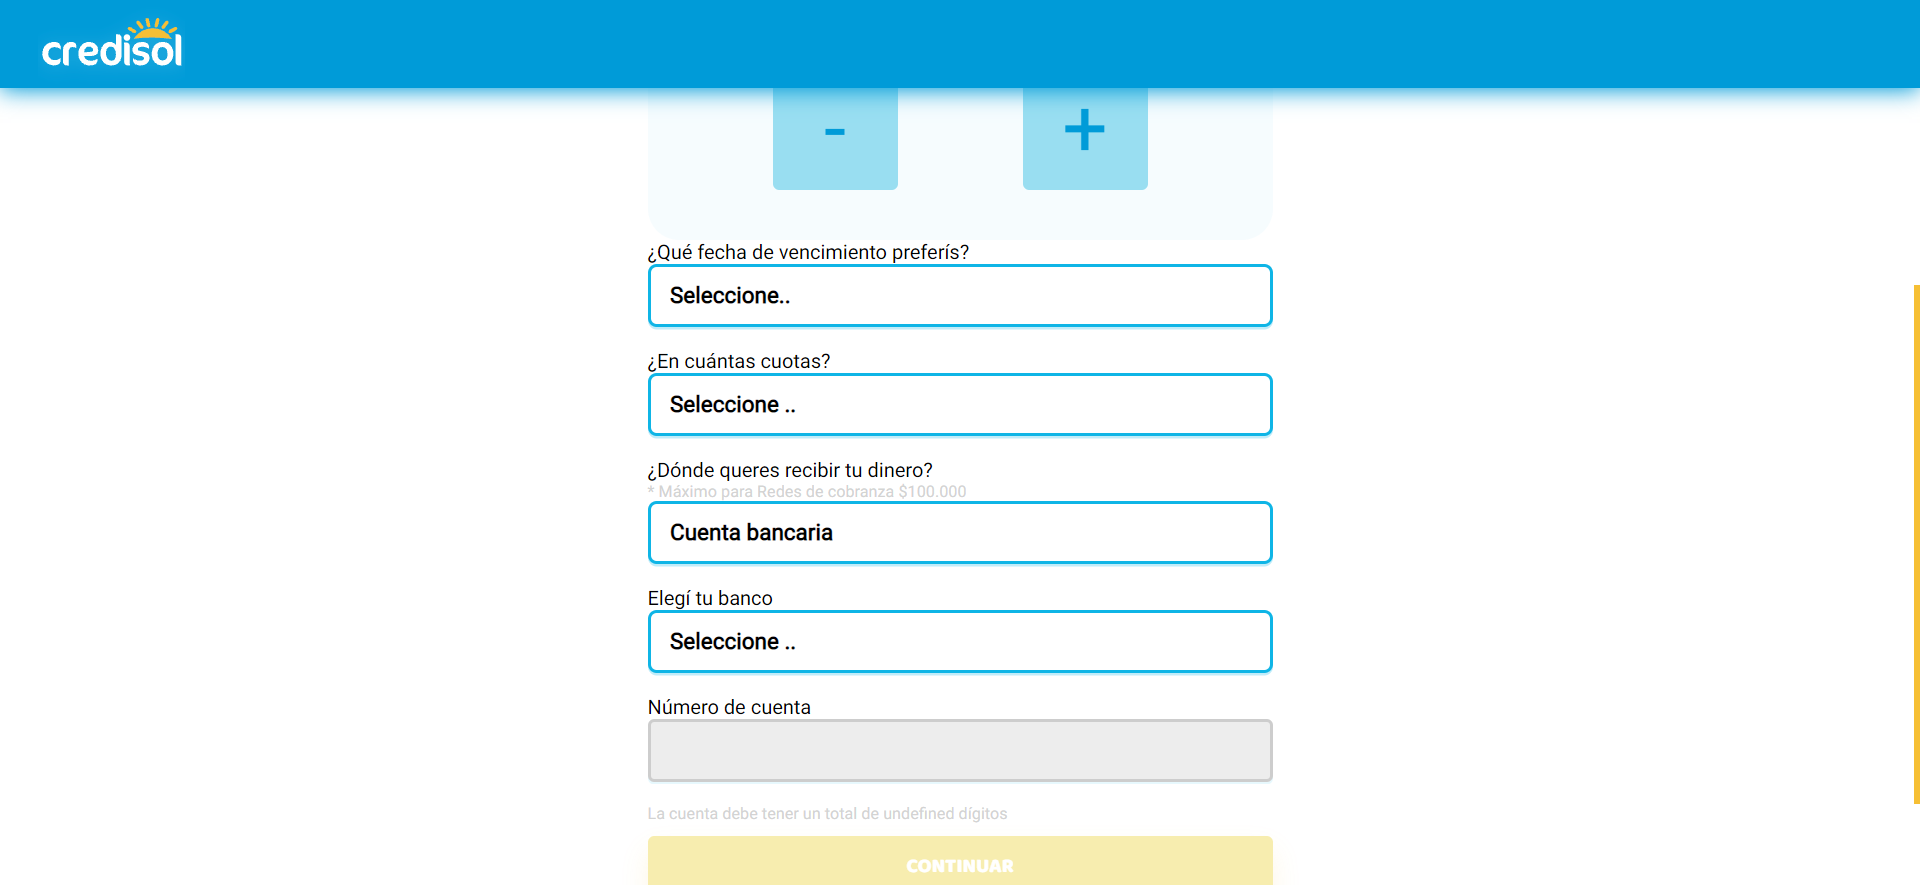 credisol
-
+
¿Qué fecha de vencimiento preferís?
Seleccione..
¿En cuántas cuotas?
Seleccione ..
¿Dónde queres recibir tu dinero?
* Máximo para Redes de cobranza $100.000
Cuenta bancaria
Elegí tu banco
Seleccione ..
Número de cuenta
La cuenta debe tener un total de undefined dígitos
CONTINUAR